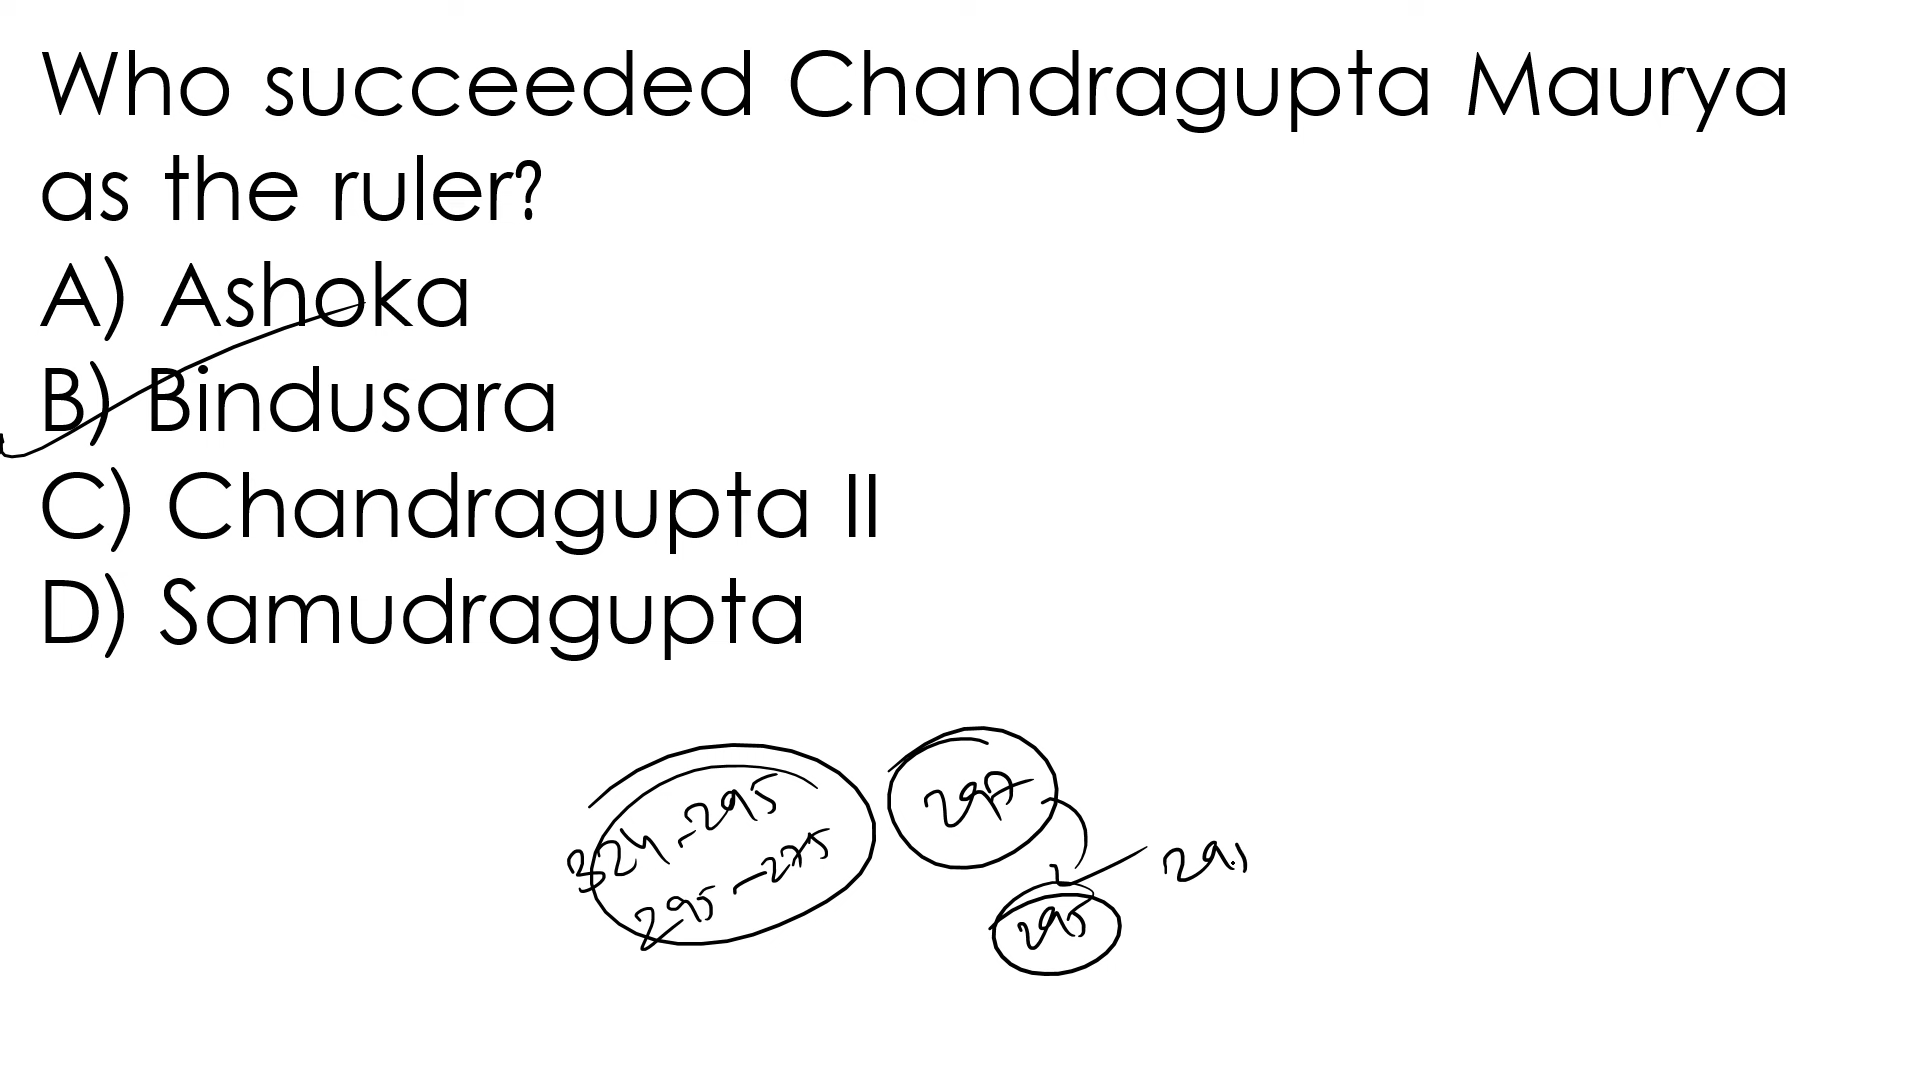 Who succeeded Chandragupta Maurya
as the ruler?
A) Ashoka
B) Bindusara
C) Chandragupta II
D) Samudragupta
324-295
295-275
297
295